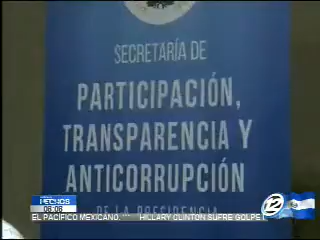 SECRETARÍA DE
PARTICIPACIÓN,
TRANSPARENCIA Y
ANTICORRUPCIÓN
DE LA PRESIDENCIA
HECHOS
EL PACÍFICO MEXICANO. HILLARY CLINTON SUFRE GOLPE
12